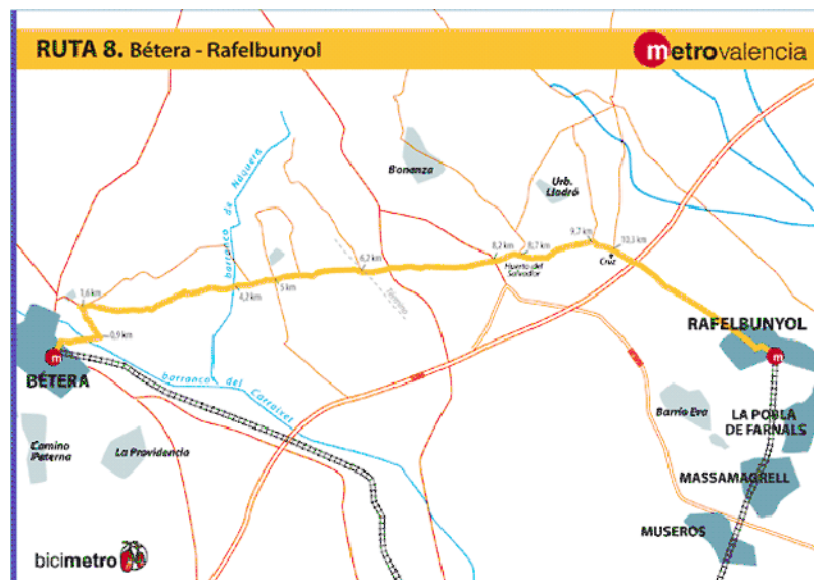 RUTA 8. Bétera - Rafelbunyol
metrovalencia
barranco de Náquera
Bonanza
Urb.
Lladró
9,7 km
10,3 km
8,2 km
8,7 km
Huerto del
Salvador
Cruz
6,2 km
5 km
4,2 km
1,6 km
0,9 km
m
BÉTERA
RAFELBUNYOL
m
barranco del Carraixet
Camino
Paterna
La Providencia
Barrio Eva
LA POBLA
DE FARNALS
MASSAMAGRELL
MUSEROS
bicimetro